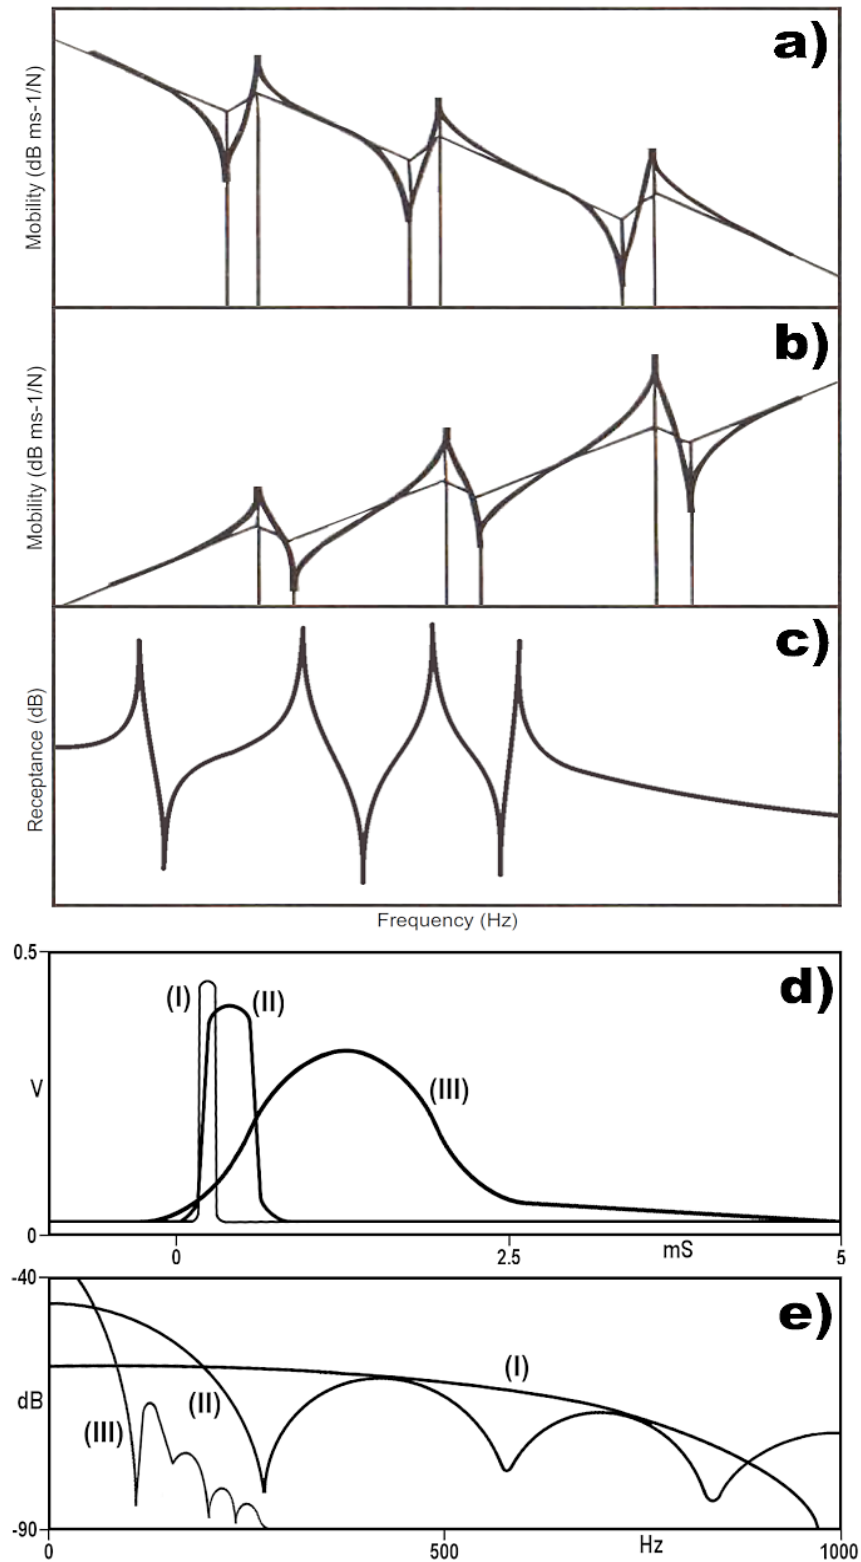 a)
Mobility (dB ms-1/N)
b)
Mobility (dB ms-1/N)
c)
Receptance (dB)
Frequency (Hz)
0.5
d)
(I)
(II)
(III)
V
0
0
2.5
mS
5
-40
e)
(I)
(II)
(III)
dB
-90
0
500
Hz
1000